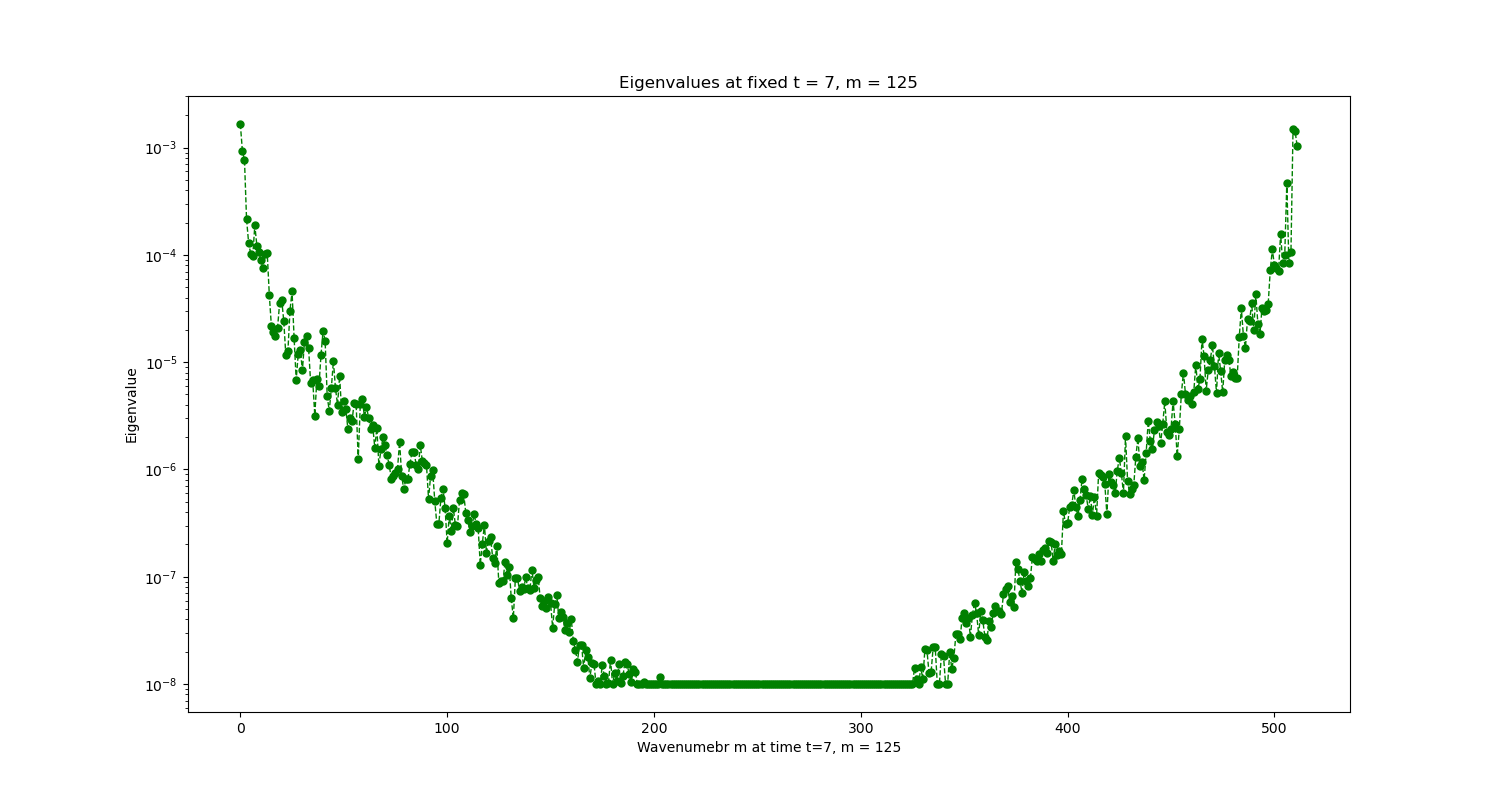 Eigenvalues at fixed t = 7, m = 125
Eigenvalue
10⁻³
10⁻⁴
10⁻⁵
10⁻⁶
10⁻⁷
10⁻⁸
0 100 200 300 400 500
Wavenumebr m at time t=7, m = 125